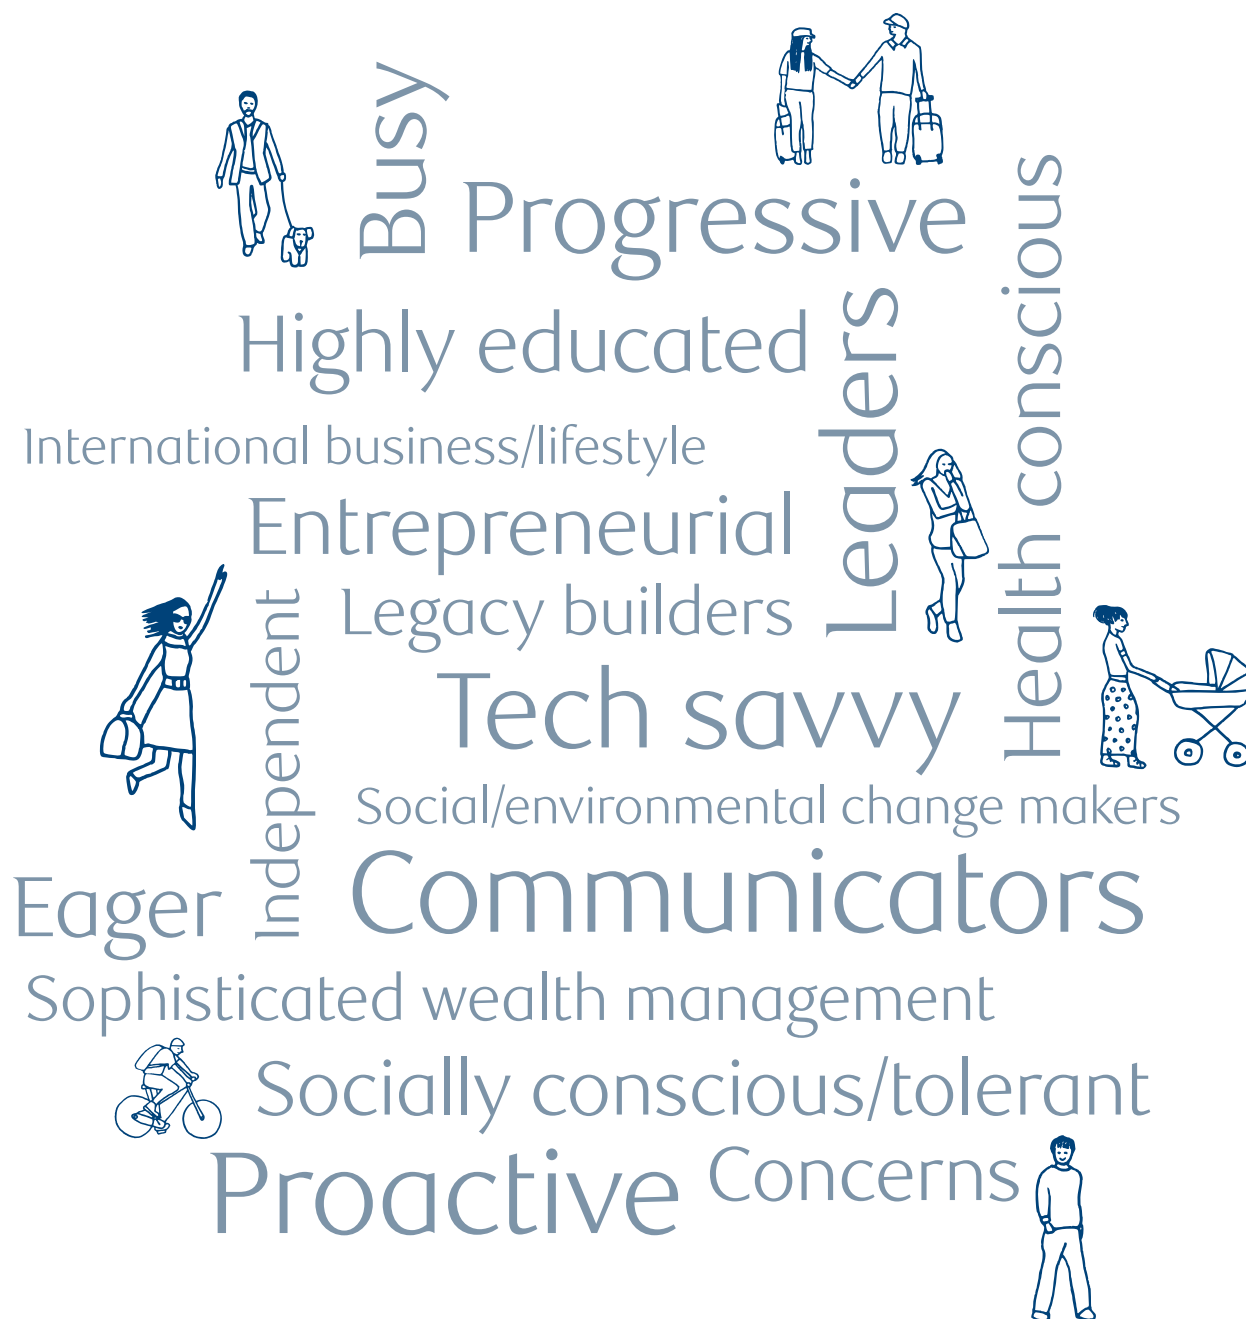 Busy
Progressive
Health conscious
Highly educated
Leaders
International business/lifestyle
Entrepreneurial
Legacy builders
Independent
Tech savvy
Social/environmental change makers
Communicators
Eager
Sophisticated wealth management
Socially conscious/tolerant
Proactive
Concerns